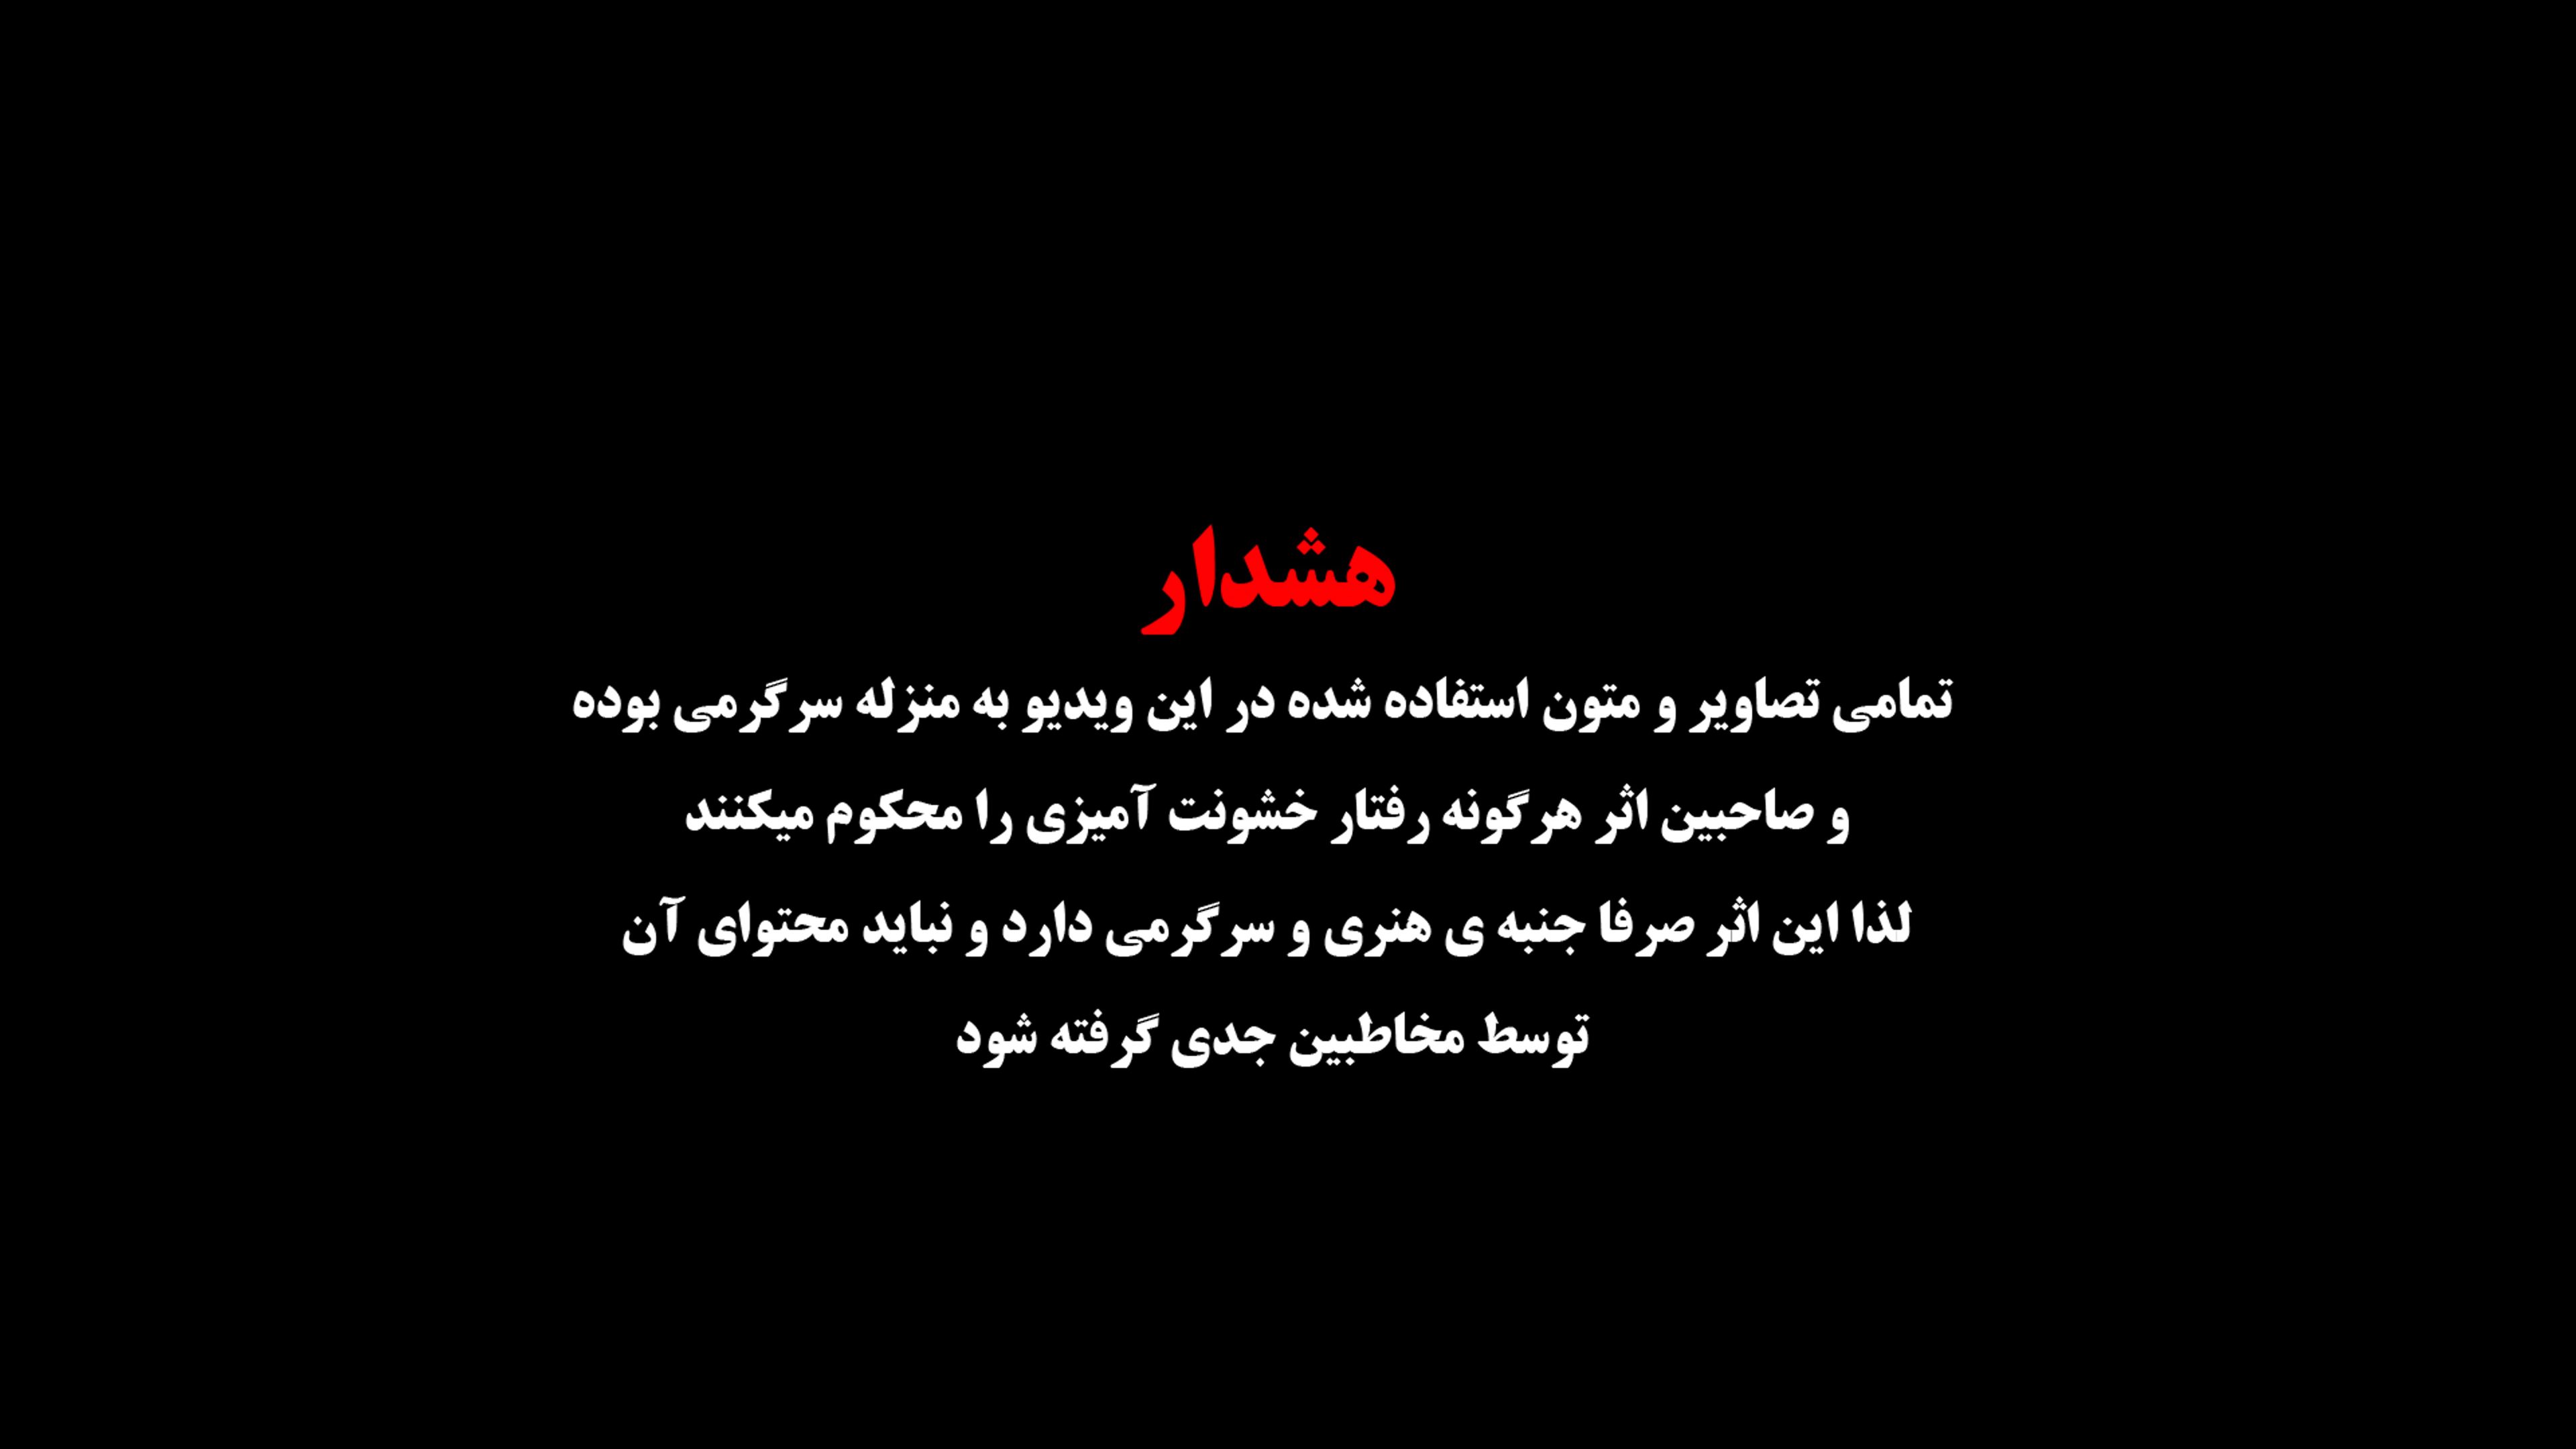 هشدار
تمامی تصاویر و متون استفاده شده در این ویدیو به منزله سرگرمی بوده
و صاحبین اثر هرگونه رفتار خشونت آمیزی را محکوم میکنند
لذا این اثر صرفا جنبه ی هنری و سرگرمی دارد و نباید محتوای آن
توسط مخاطبین جدی گرفته شود